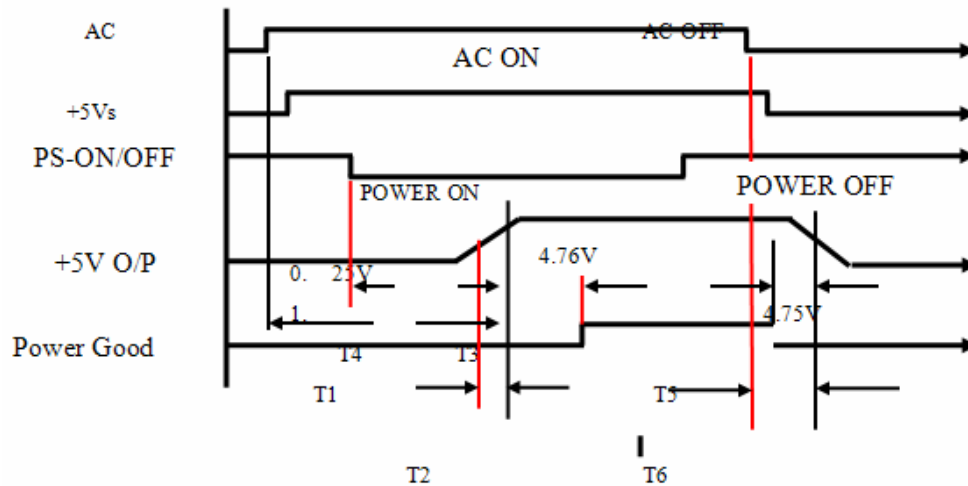 AC
AC OFF
AC ON
+5Vs
PS-ON/OFF
POWER ON
POWER OFF
+5V O/P
0. 25V
4.76V
1.
4.75V
Power Good
T4
T3
T1
T5
T2
T6